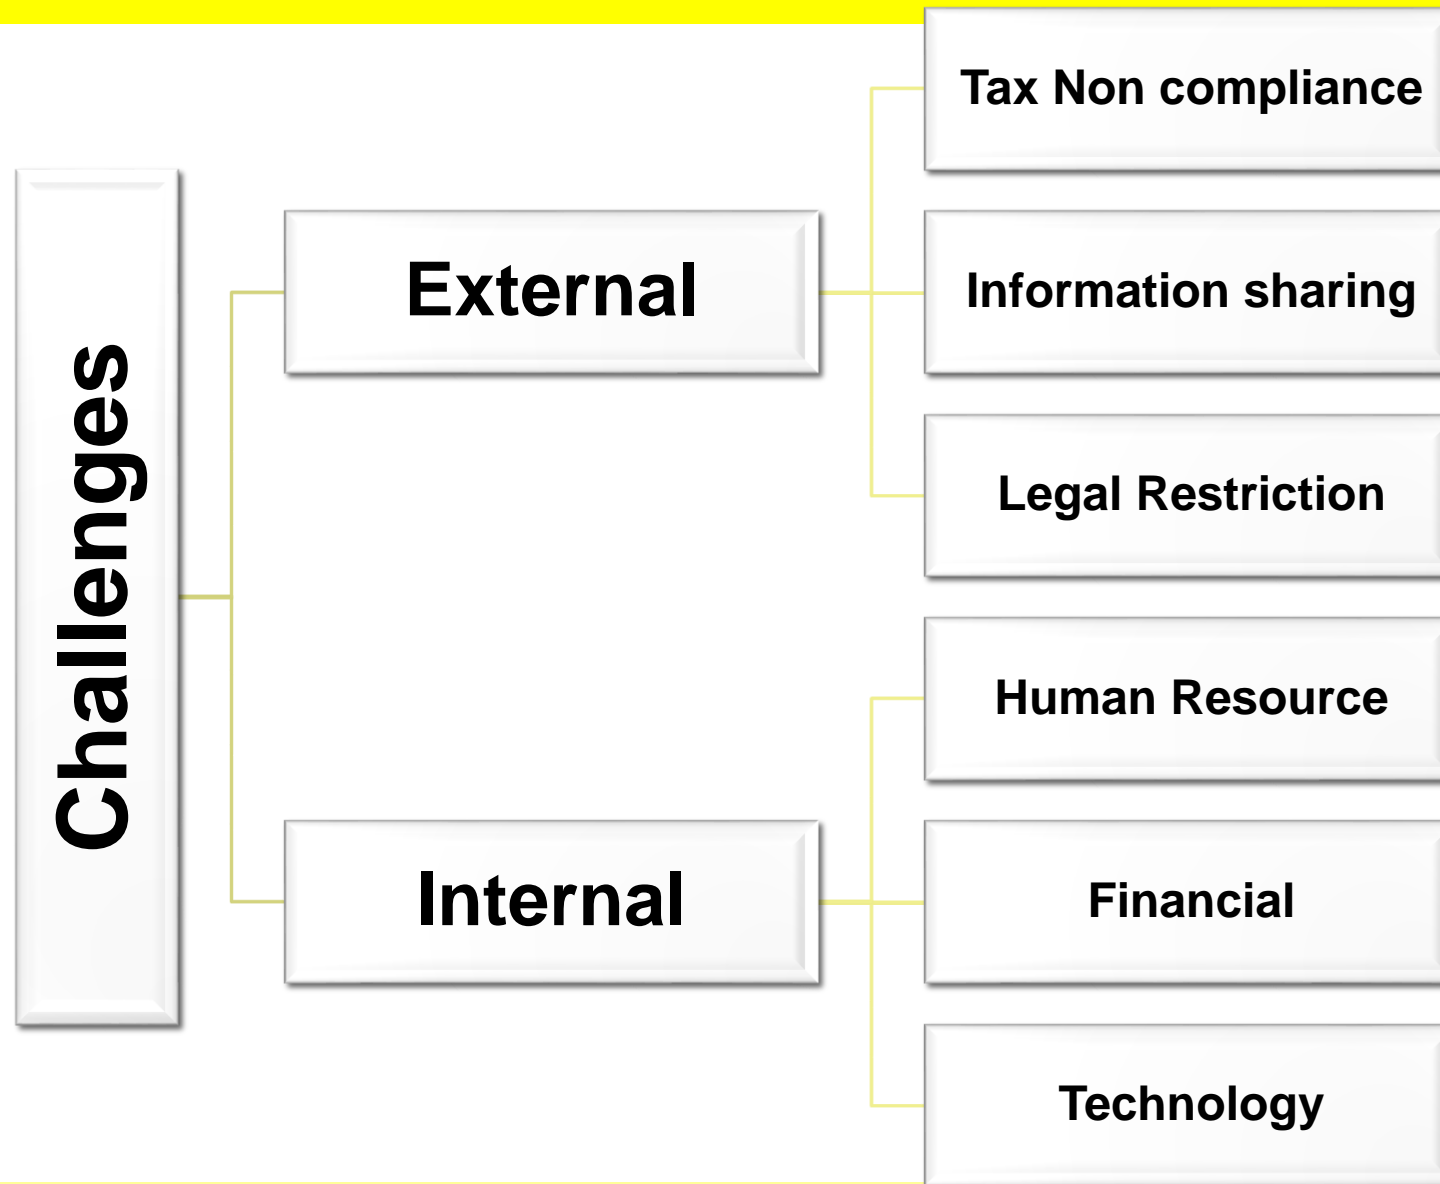 Challenges
External
Tax Non compliance
Information sharing
Legal Restriction
Internal
Human Resource
Financial
Technology